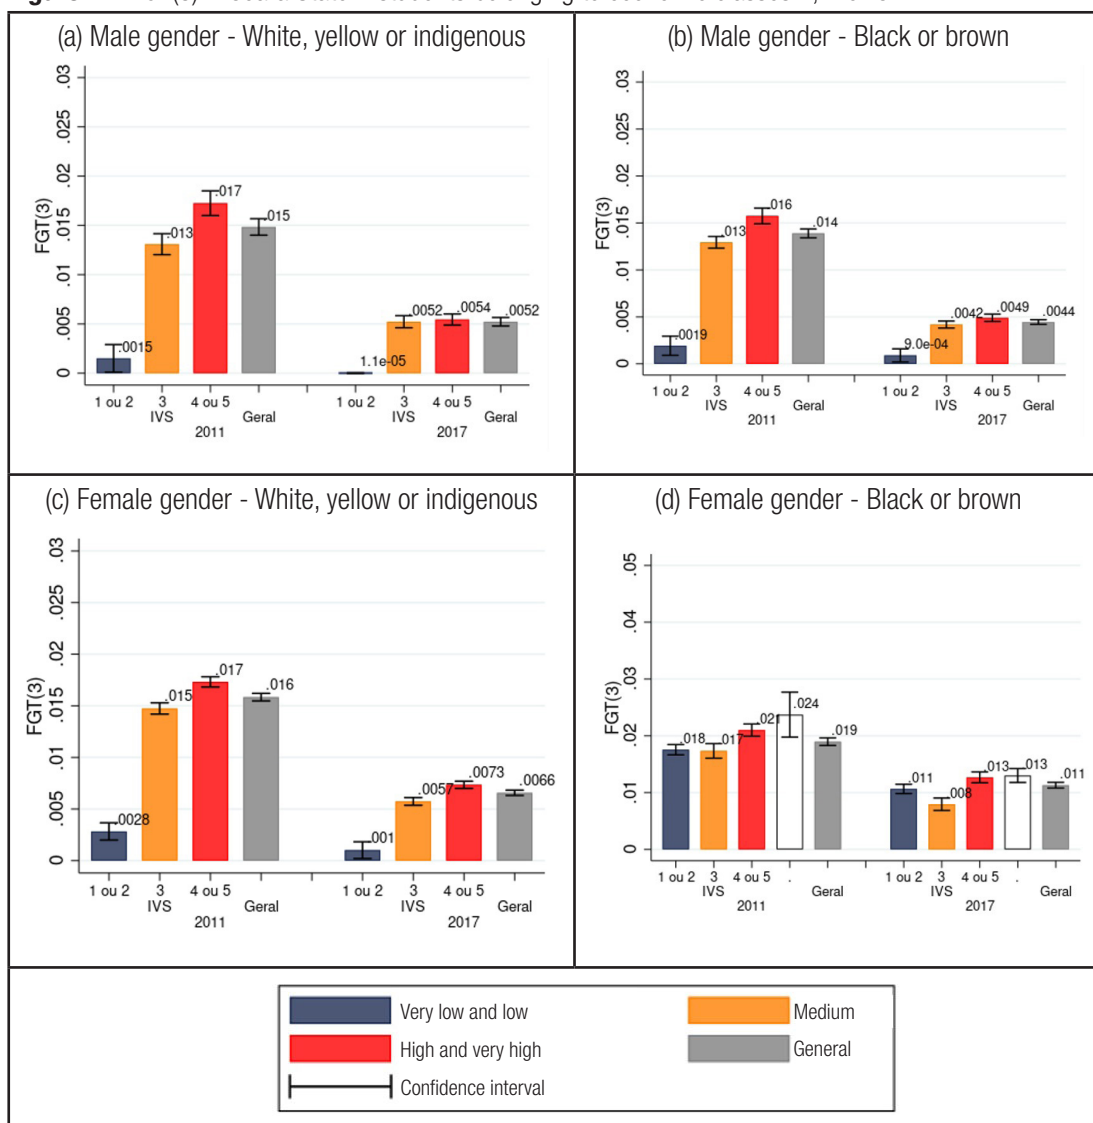 (a) Male gender - White, yellow or indigenous
FGT(3)
.03
.025
.02
.015
.01
.005
0
.0015
.013
.017
.015
1.1e-05
.0052
.0054
.0052
1 ou 2 3 4 ou 5 1 ou 2 3 4 ou 5
IVS Geral IVS Geral
2011 2017
(b) Male gender - Black or brown
FGT(3)
.03
.025
.02
.015
.01
.005
0
.0019
.013
.016
.014
9.0e-04
.0042
.0049
.0044
1 ou 2 3 4 ou 5 1 ou 2 3 4 ou 5
IVS Geral IVS Geral
2011 2017
(c) Female gender - White, yellow or indigenous
FGT(3)
.03
.025
.02
.015
.01
.005
0
.0028
.015
.017
.016
.001
.0057
.0073
.0066
1 ou 2 3 4 ou 5 1 ou 2 3 4 ou 5
IVS Geral IVS Geral
2011 2017
(d) Female gender - Black or brown
FGT(3)
.05
.04
.03
.02
.01
0
.018
.017
.021
.024
.019
.011
.008
.013
.013
.011
1 ou 2 3 4 ou 5 . 1 ou 2 3 4 ou 5 .
IVS Geral IVS Geral
2011 2017
Very low and low
Medium
High and very high
General
Confidence interval